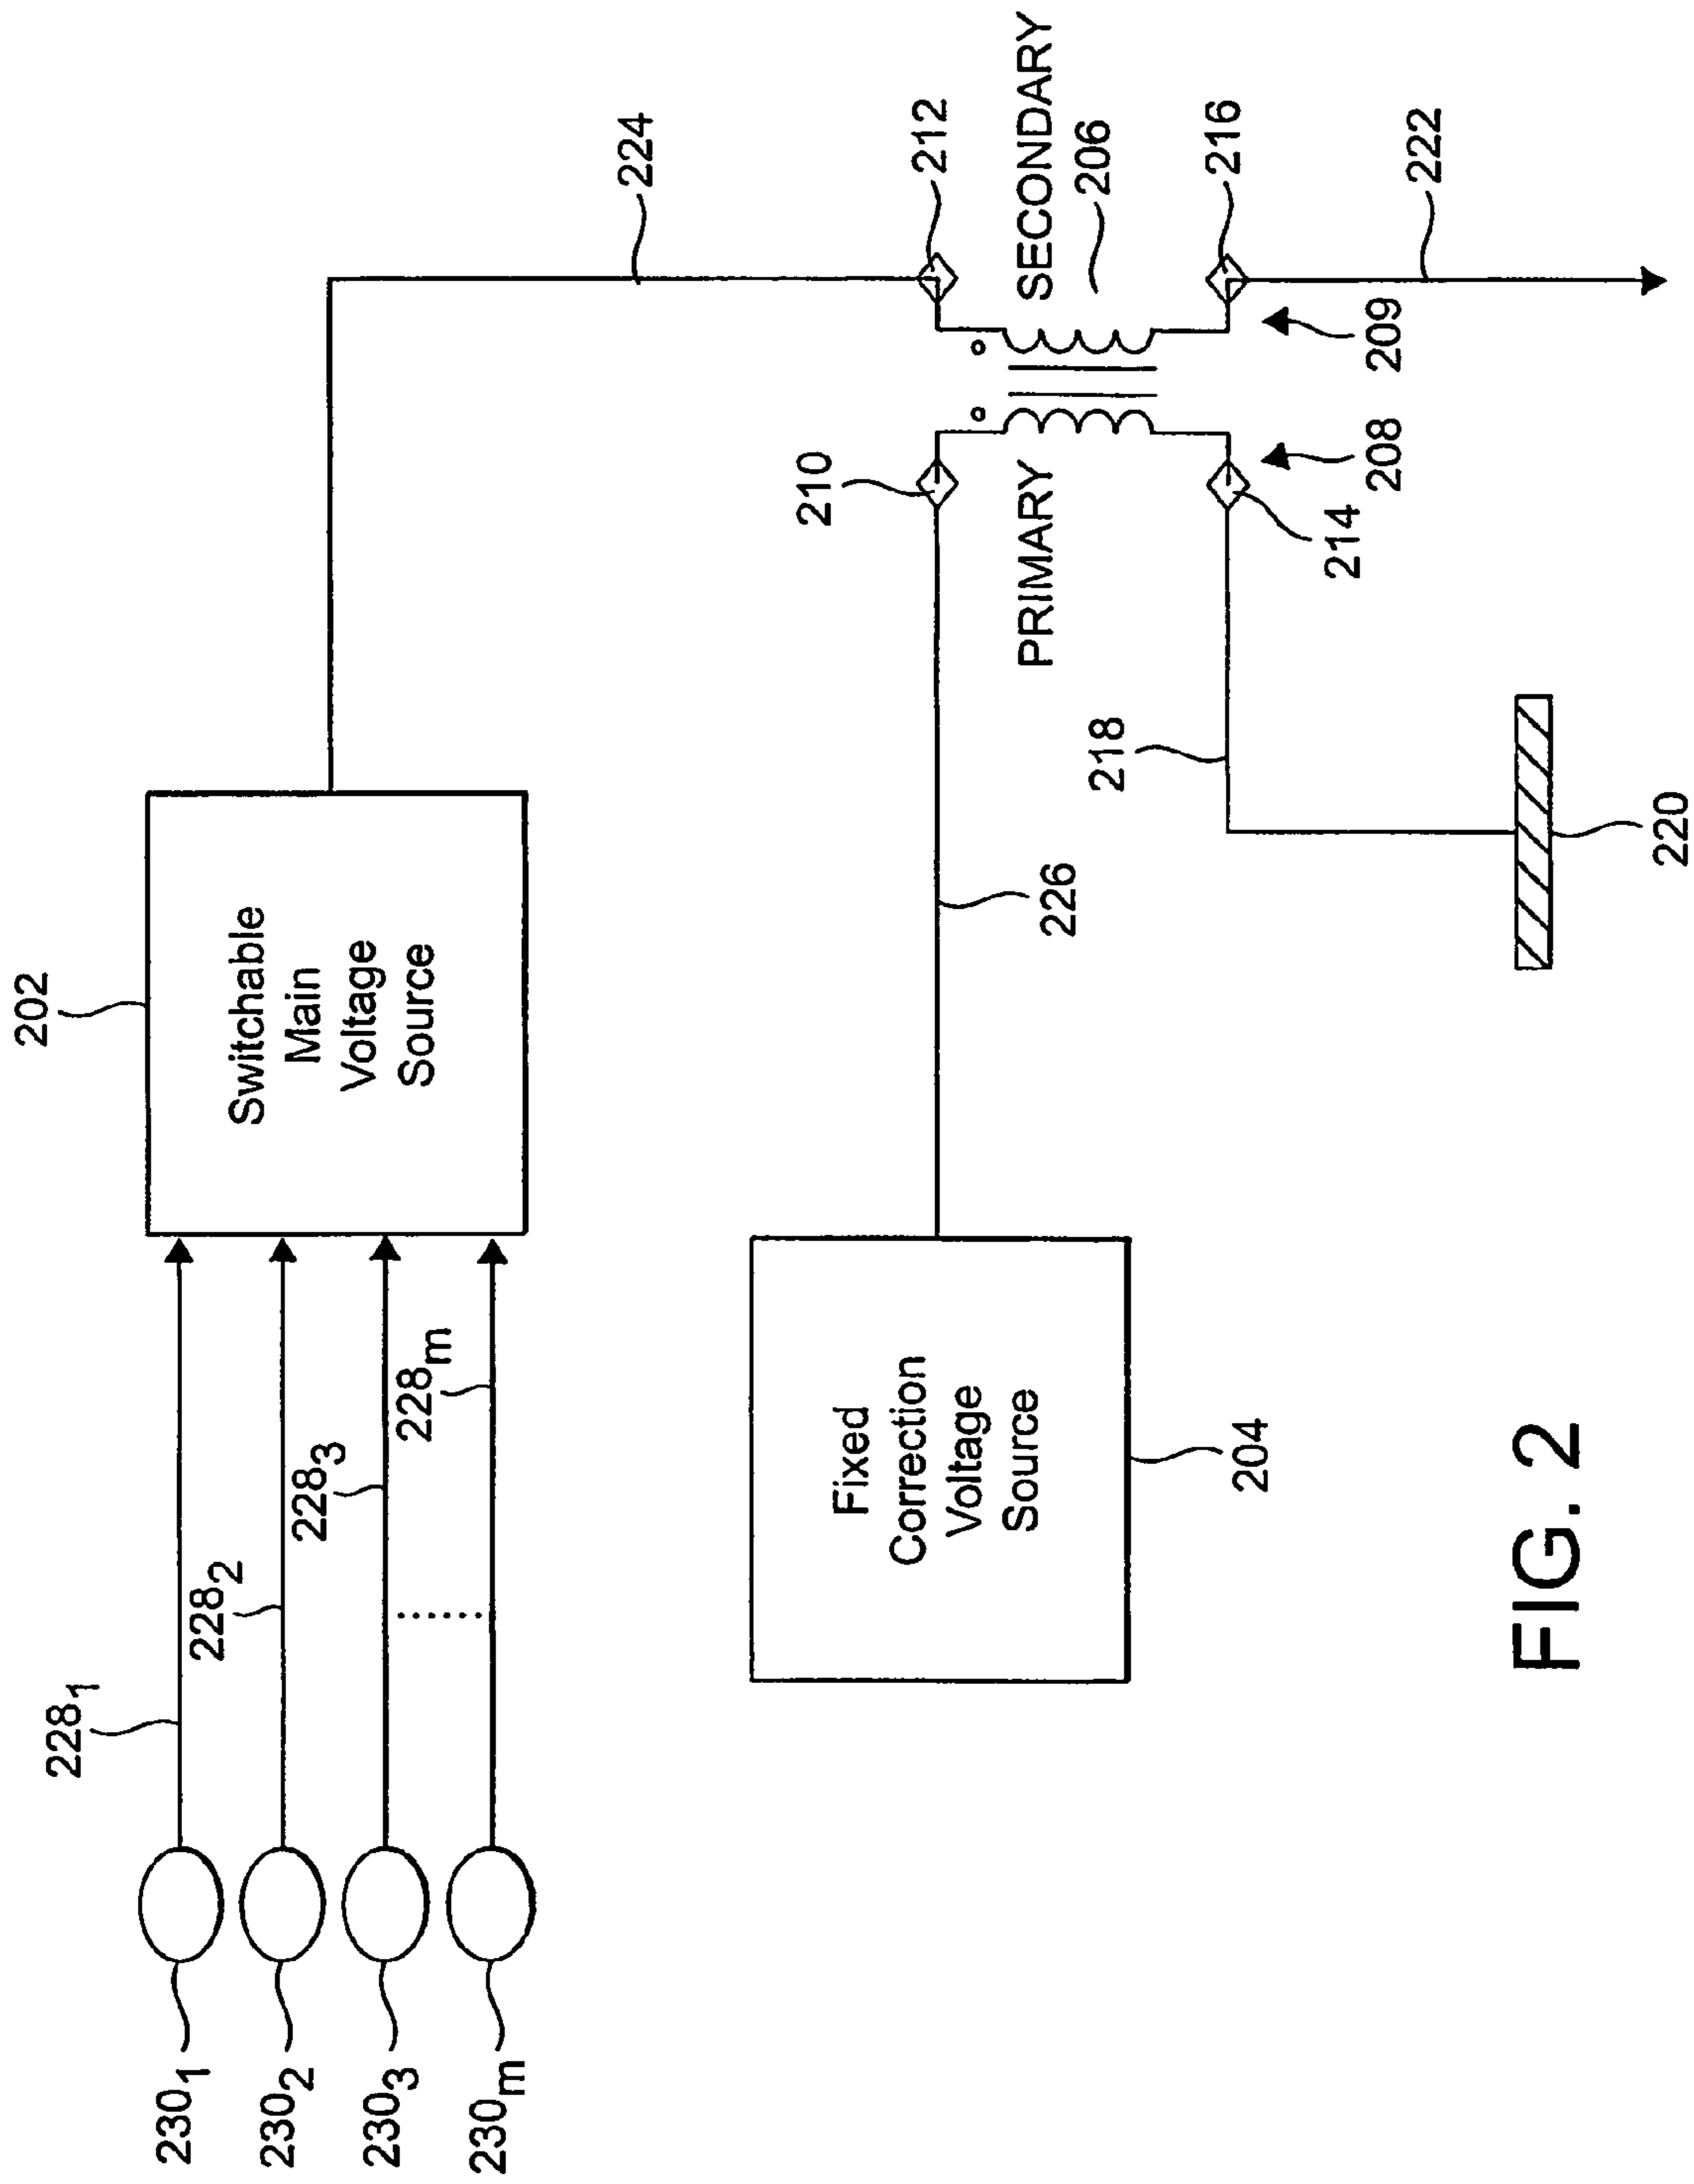 230₁
230₂
230₃
230ₘ
228₁
228₂
228₃
228ₘ
202
Switchable
Main
Voltage
Source
224
Fixed
Correction
Voltage
Source
204
226
210
212
PRIMARY
SECONDARY
206
218
214
216
208
209
222
220
FIG. 2